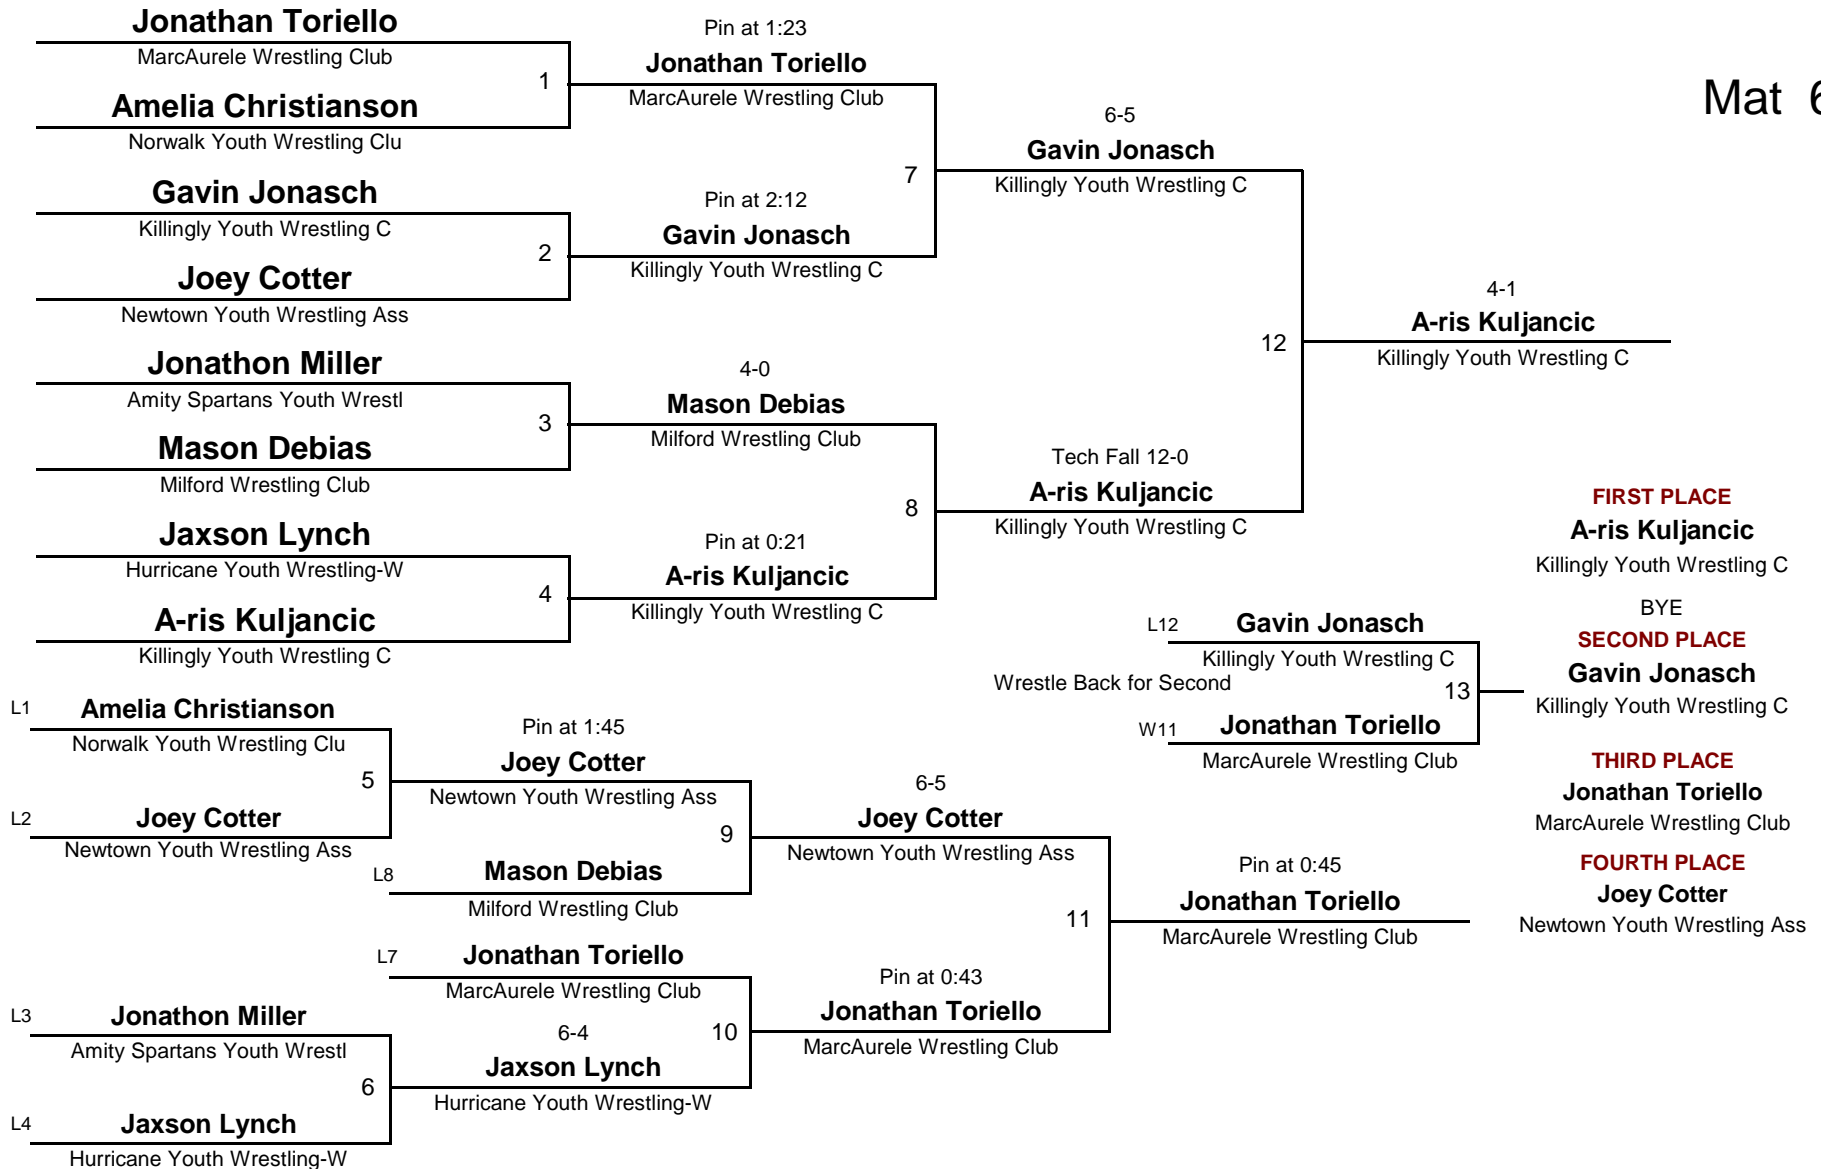 Jonathan Toriello
MarcAurele Wrestling Club
1
Amelia Christianson
Norwalk Youth Wrestling Clu
Gavin Jonasch
Killingly Youth Wrestling C
2
Joey Cotter
Newtown Youth Wrestling Ass
Jonathon Miller
Amity Spartans Youth Wrestl
3
Mason Debias
Milford Wrestling Club
Jaxson Lynch
Hurricane Youth Wrestling-W
4
A-ris Kuljancic
Killingly Youth Wrestling C
Pin at 1:23
Jonathan Toriello
MarcAurele Wrestling Club
7
Pin at 2:12
Gavin Jonasch
Killingly Youth Wrestling C
4-0
Mason Debias
Milford Wrestling Club
8
Pin at 0:21
A-ris Kuljancic
Killingly Youth Wrestling C
6-5
Gavin Jonasch
Killingly Youth Wrestling C
12
Tech Fall 12-0
A-ris Kuljancic
Killingly Youth Wrestling C
4-1
A-ris Kuljancic
Killingly Youth Wrestling C
Mat 6
L1 Amelia Christianson
Norwalk Youth Wrestling Clu
5
L2 Joey Cotter
Newtown Youth Wrestling Ass
L3 Jonathon Miller
Amity Spartans Youth Wrestl
6
L4 Jaxson Lynch
Hurricane Youth Wrestling-W
Pin at 1:45
Joey Cotter
Newtown Youth Wrestling Ass
9
L8 Mason Debias
Milford Wrestling Club
L7 Jonathan Toriello
MarcAurele Wrestling Club
10
6-4
Jaxson Lynch
Hurricane Youth Wrestling-W
6-5
Joey Cotter
Newtown Youth Wrestling Ass
11
Pin at 0:43
Jonathan Toriello
MarcAurele Wrestling Club
Pin at 0:45
Jonathan Toriello
MarcAurele Wrestling Club
L12 Gavin Jonasch
Killingly Youth Wrestling C
Wrestle Back for Second
13
W11 Jonathan Toriello
MarcAurele Wrestling Club
FIRST PLACE
A-ris Kuljancic
Killingly Youth Wrestling C
BYE
SECOND PLACE
Gavin Jonasch
Killingly Youth Wrestling C
THIRD PLACE
Jonathan Toriello
MarcAurele Wrestling Club
FOURTH PLACE
Joey Cotter
Newtown Youth Wrestling Ass